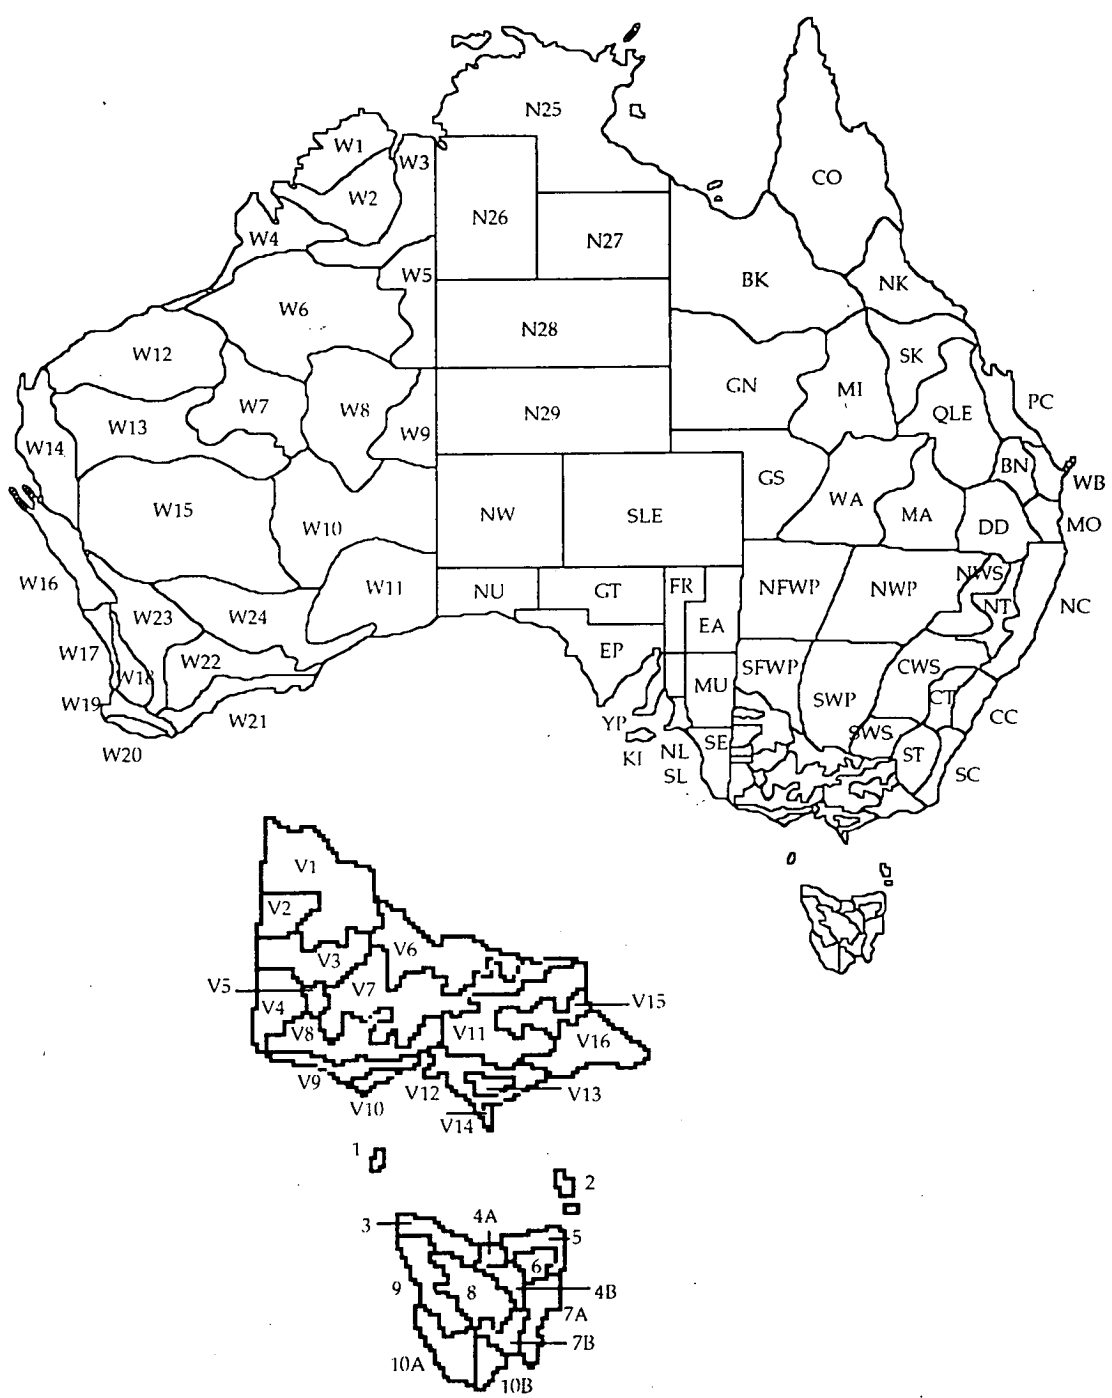 N25
W1
W3
CO
W2
N26
W4
N27
W5
BK
NK
W6
N28
W12
SK
GN
MI
W7
W8
N29
QLE
PC
W13
W9
W14
BN
GS
WB
WA
W15
NW
SLE
MA
DD
MO
W10
NWS
W16
W11
NU
GT
FR
NFWP
NWP
NT
NC
W23
W24
EA
W17
W22
EP
SFWP
CWS
W18
MU
SWP
CT
W19
W21
YP
CC
SWS
W20
KI
NL
SE
ST
SL
SC
V1
V2
V6
V3
V5
V7
V4
V15
V8
V11
V16
V9
V12
V13
V10
V14
1
2
3
4A
5
6
9
8
4B
7A
7B
10A
10B